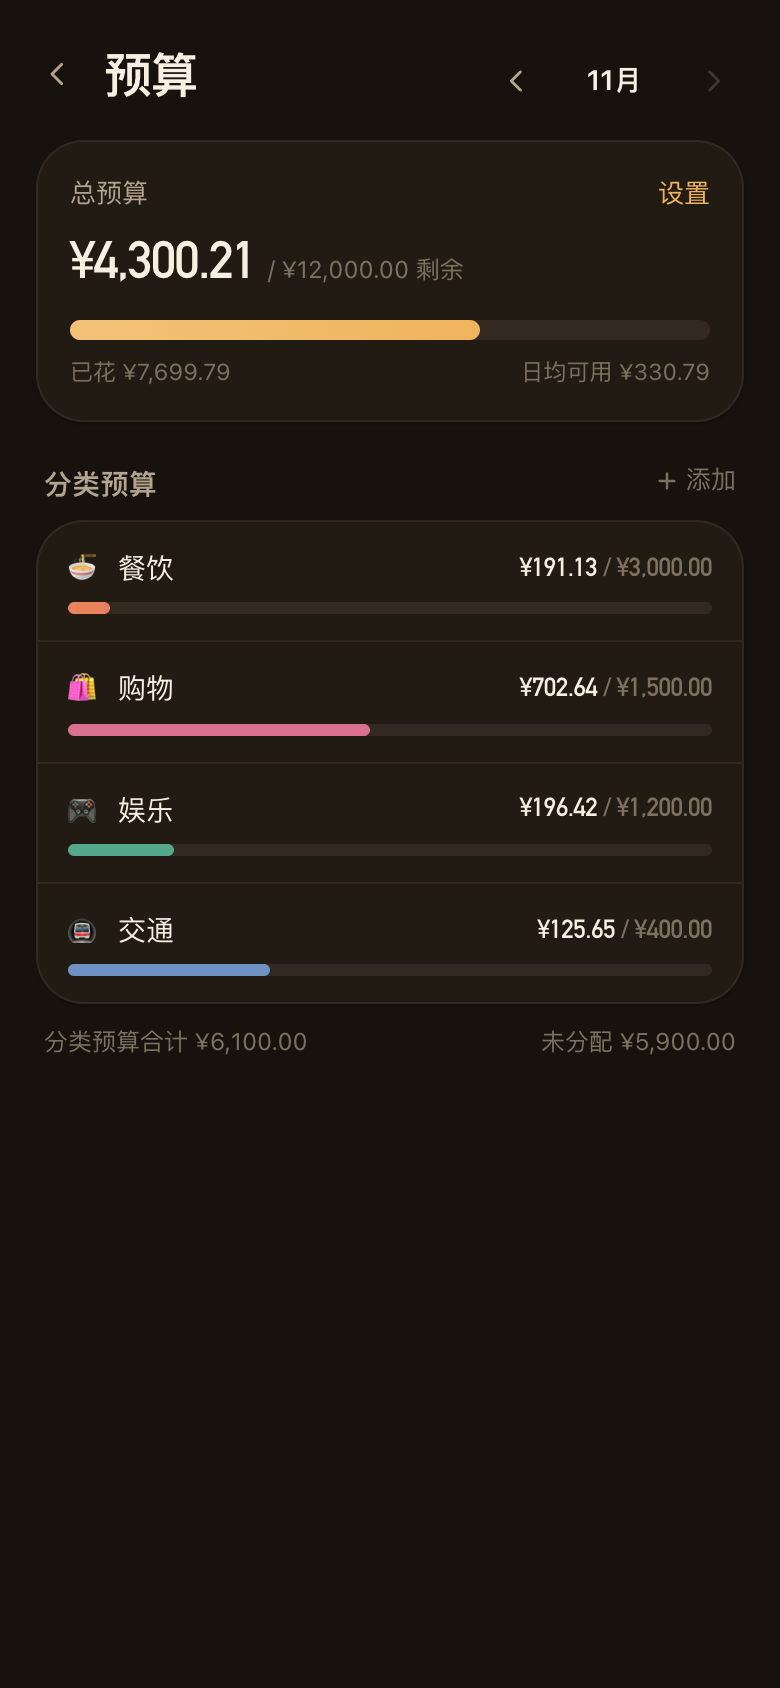 预算
11月
总预算 设置
¥4,300.21 / ¥12,000.00 剩余
已花 ¥7,699.79 日均可用 ¥330.79
分类预算 + 添加
餐饮 ¥191.13 / ¥3,000.00
购物 ¥702.64 / ¥1,500.00
娱乐 ¥196.42 / ¥1,200.00
交通 ¥125.65 / ¥400.00
分类预算合计 ¥6,100.00 未分配 ¥5,900.00